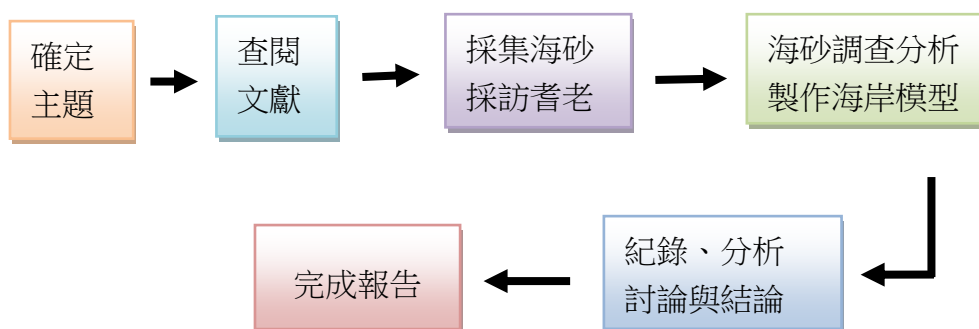 確定
主題
查閱
文獻
採集海砂
採訪耆老
海砂調查分析
製作海岸模型
紀錄、分析
討論與結論
完成報告